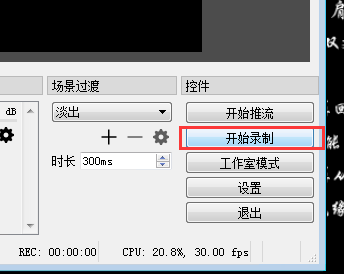 场景过渡
控件
dB
淡出
时长 300ms
开始推流
开始录制
工作室模式
设置
退出
REC: 00:00:00
CPU: 20.8%, 30.00 fps